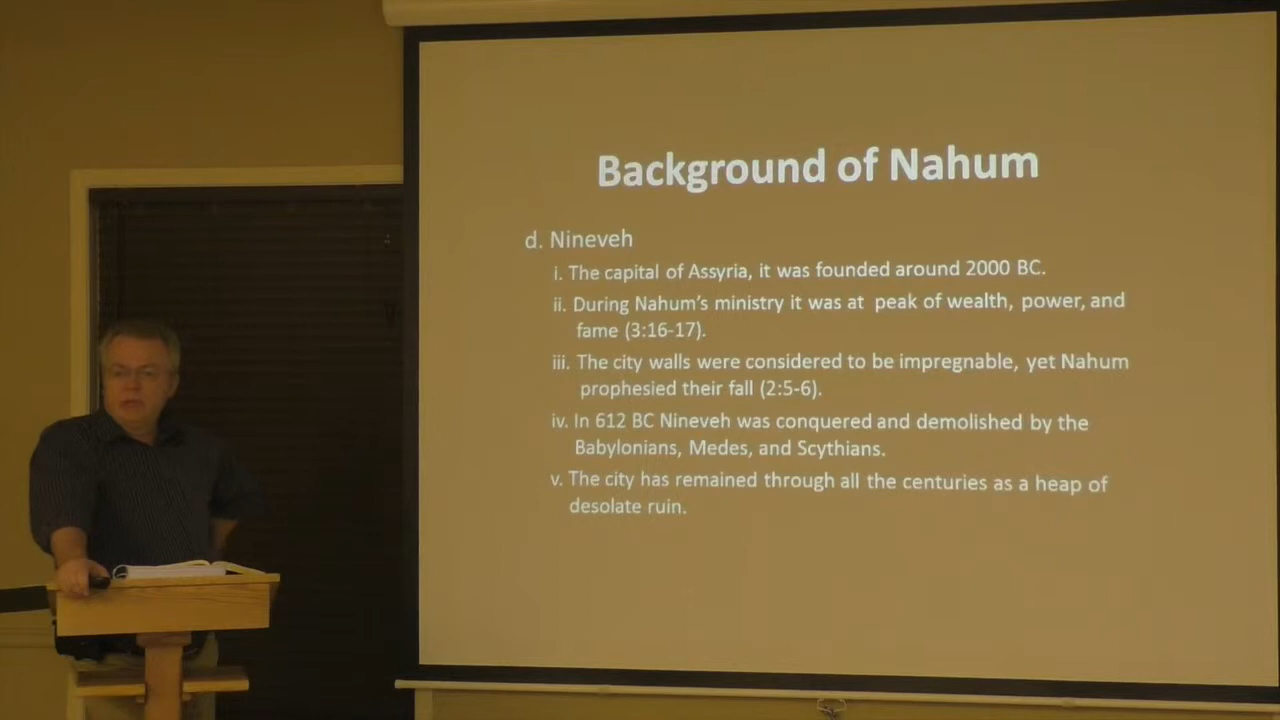 Background of Nahum
d. Nineveh
i. The capital of Assyria, it was founded around 2000 BC.
ii. During Nahum's ministry it was at peak of wealth, power, and
fame (3:16-17).
iii. The city walls were considered to be impregnable, yet Nahum
prophesied their fall (2:5-6).
iv. In 612 BC Nineveh was conquered and demolished by the
Babylonians, Medes, and Scythians.
v. The city has remained through all the centuries as a heap of
desolate ruin.